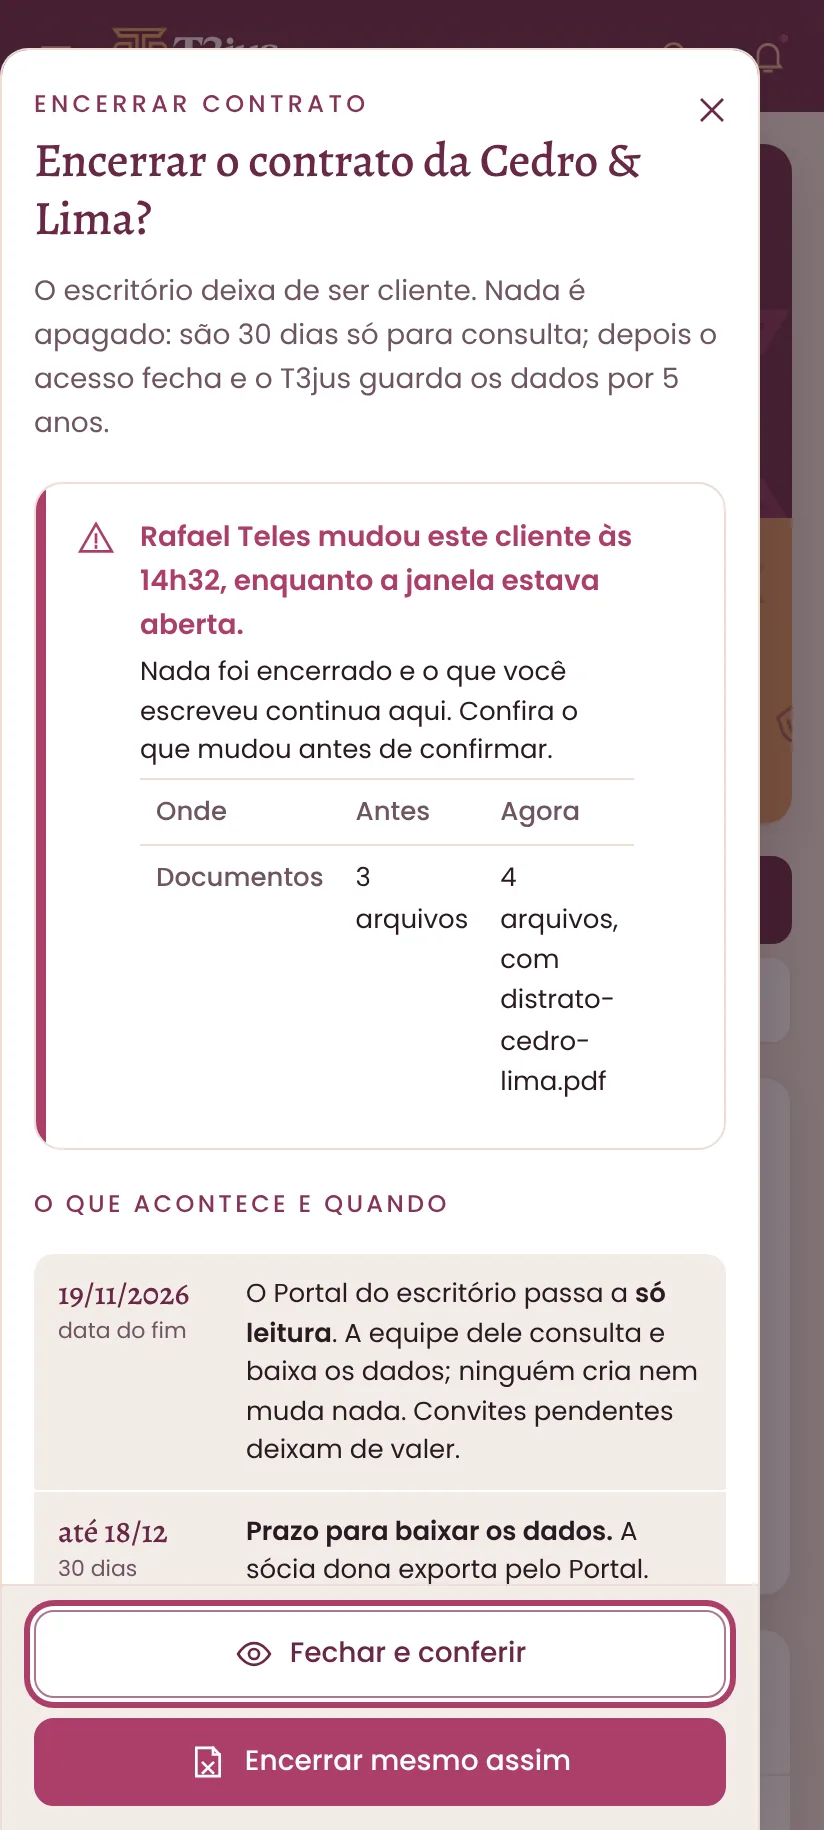 T3jus
ENCERRAR CONTRATO
Encerrar o contrato da Cedro &
Lima?
O escritório deixa de ser cliente. Nada é
apagado: são 30 dias só para consulta; depois o
acesso fecha e o T3jus guarda os dados por 5
anos.
Rafael Teles mudou este cliente às
14h32, enquanto a janela estava
aberta.
Nada foi encerrado e o que você
escreveu continua aqui. Confira o
que mudou antes de confirmar.
Onde Antes Agora
Documentos 3 4
arquivos arquivos,
com
distrato-
cedro-
lima.pdf
O QUE ACONTECE E QUANDO
19/11/2026 O Portal do escritório passa a só
data do fim leitura. A equipe dele consulta e
baixa os dados; ninguém cria nem
muda nada. Convites pendentes
deixam de valer.
até 18/12 Prazo para baixar os dados. A
30 dias sócia dona exporta pelo Portal.
Fechar e conferir
Encerrar mesmo assim